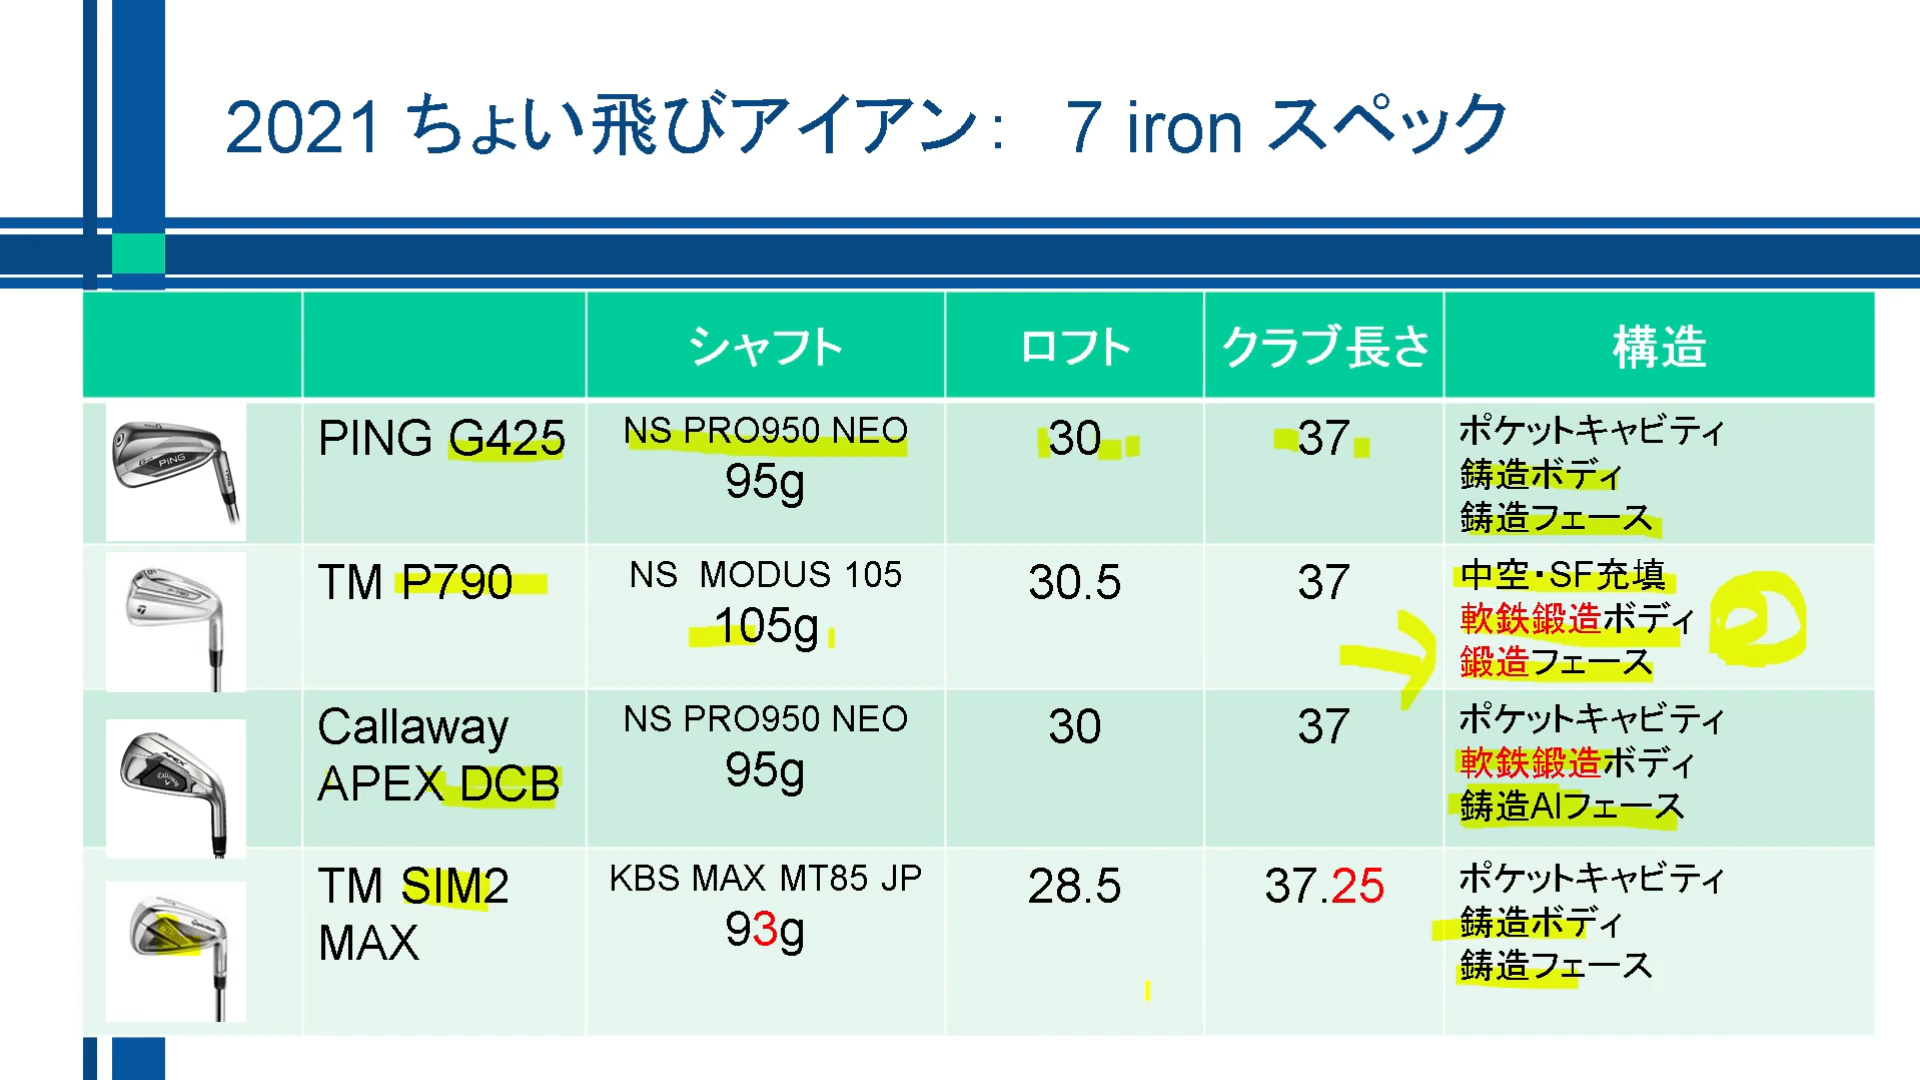 2021 ちょい飛びアイアン： 7 iron スペック
シャフト ロフト クラブ長さ 構造
PING G425
NS PRO950 NEO
95g
30
37
ポケットキャビティ
鋳造ボディ
鋳造フェース
PING
TM P790
NS MODUS 105
105g
30.5
37
中空・SF充填
軟鉄鍛造ボディ
鍛造フェース
Callaway
APEX DCB
NS PRO950 NEO
95g
30
37
ポケットキャビティ
軟鉄鍛造ボディ
鋳造AIフェース
TM SIM2
MAX
KBS MAX MT85 JP
93g
28.5
37.25
ポケットキャビティ
鋳造ボディ
鋳造フェース